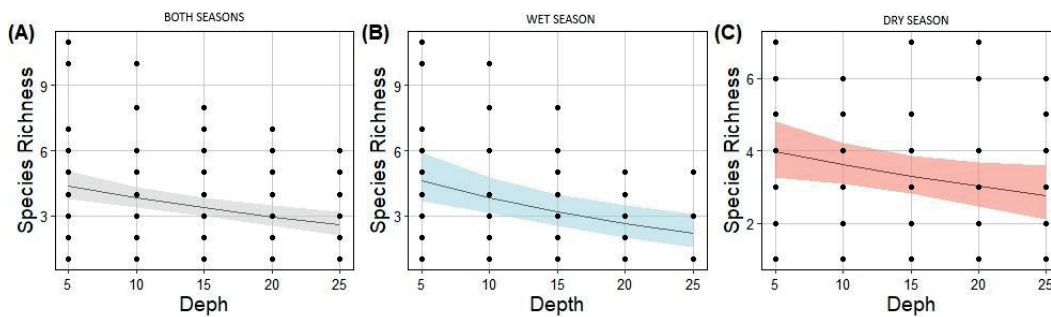 BOTH SEASONS
(A)
Species Richness
9
6
3
5 10 15 20 25
Deph
WET SEASON
(B)
Species Richness
9
6
3
5 10 15 20 25
Depth
DRY SEASON
(C)
Species Richness
6
4
2
5 10 15 20 25
Depth